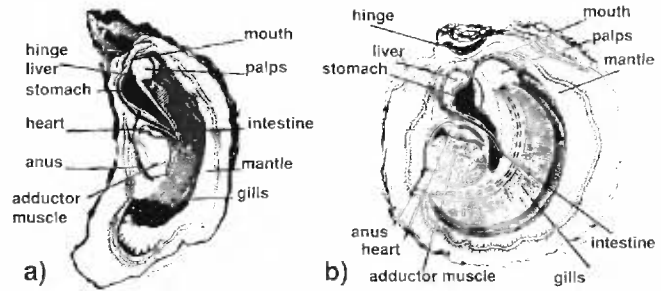 hinge
liver
stomach
heart
anus
adductor
muscle
mouth
palps
intestine
mantle
gills
a)
hinge
liver
stomach
anus
heart
adductor muscle
mouth
palps
mantle
intestine
gills
b)